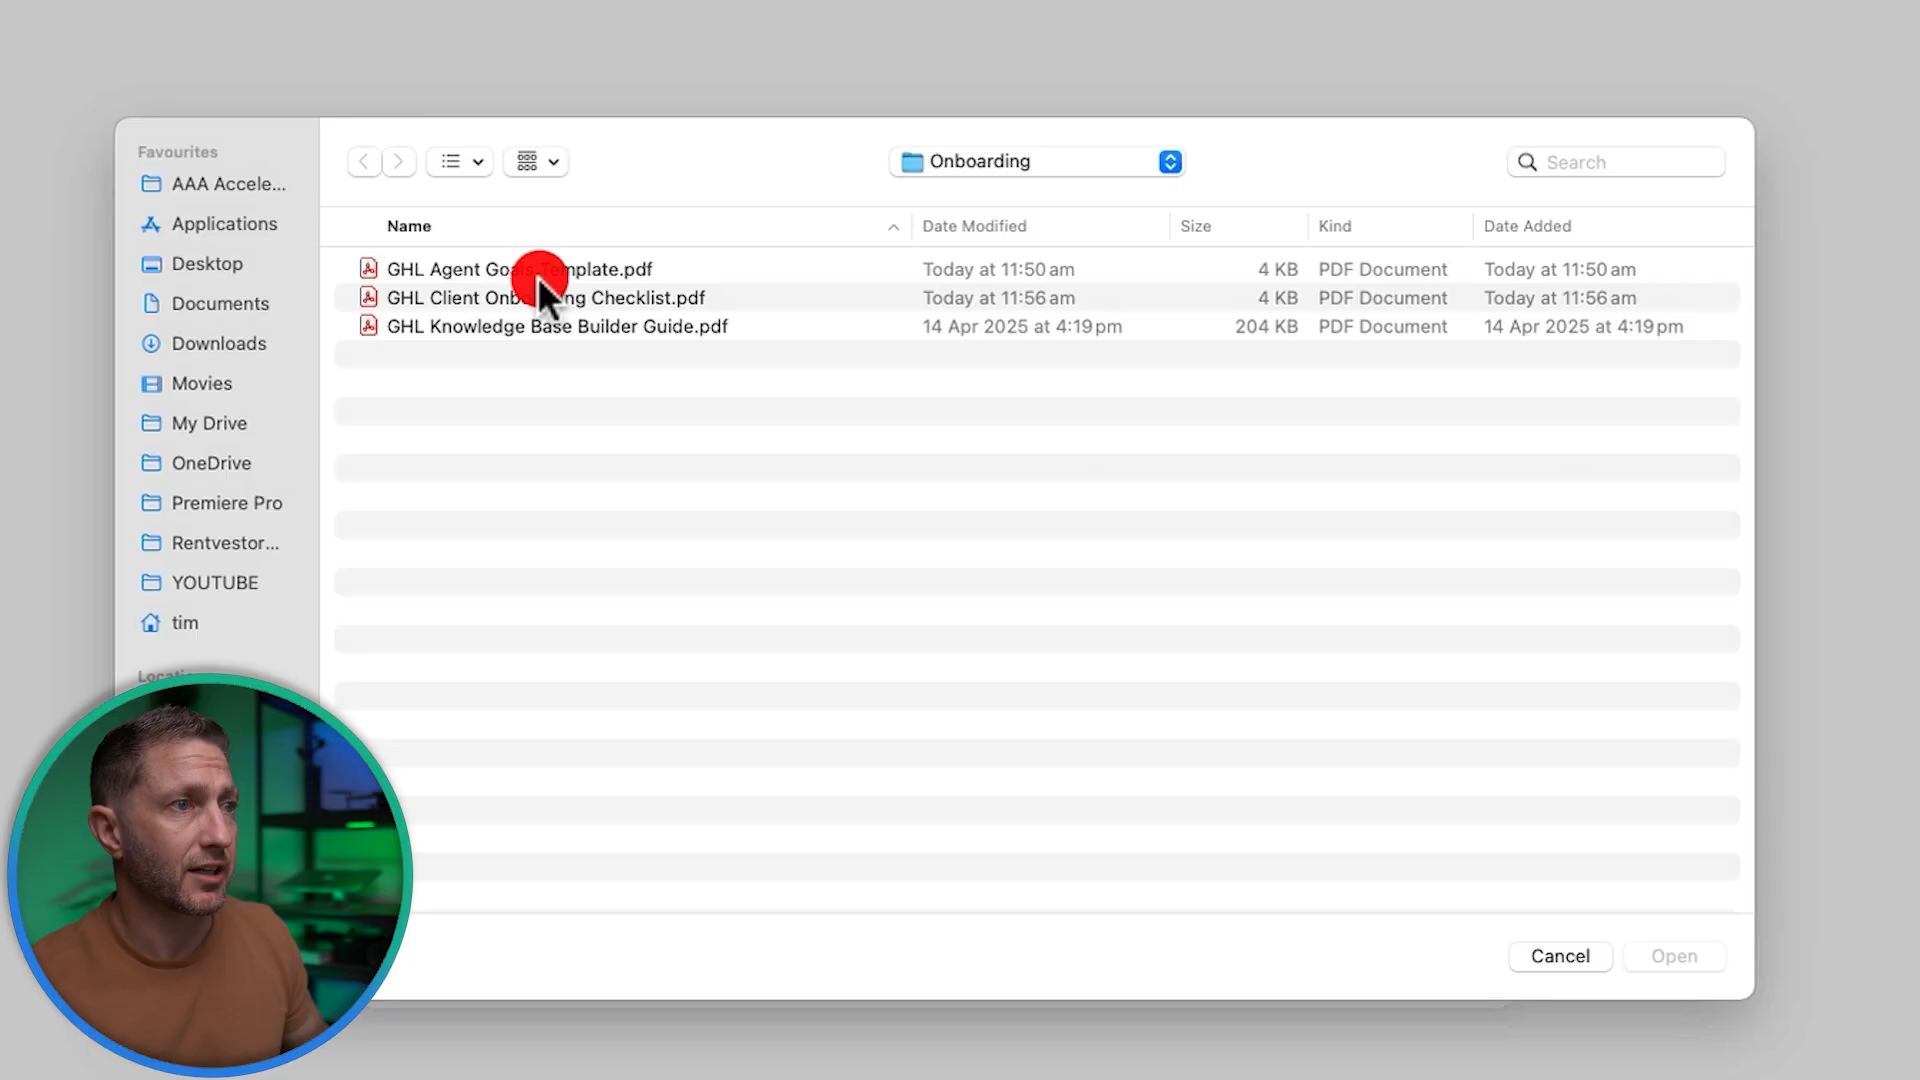 Favourites
AAA Accele...
Applications
Desktop
Documents
Downloads
Movies
My Drive
OneDrive
Premiere Pro
Rentvestor...
YOUTUBE
tim
Onboarding
Search
Name Date Modified Size Kind Date Added
GHL Agent Goals Template.pdf Today at 11:50 am 4 KB PDF Document Today at 11:50 am
GHL Client Onboarding Checklist.pdf Today at 11:56 am 4 KB PDF Document Today at 11:56 am
GHL Knowledge Base Builder Guide.pdf 14 Apr 2025 at 4:19 pm 204 KB PDF Document 14 Apr 2025 at 4:19 pm
Cancel Open